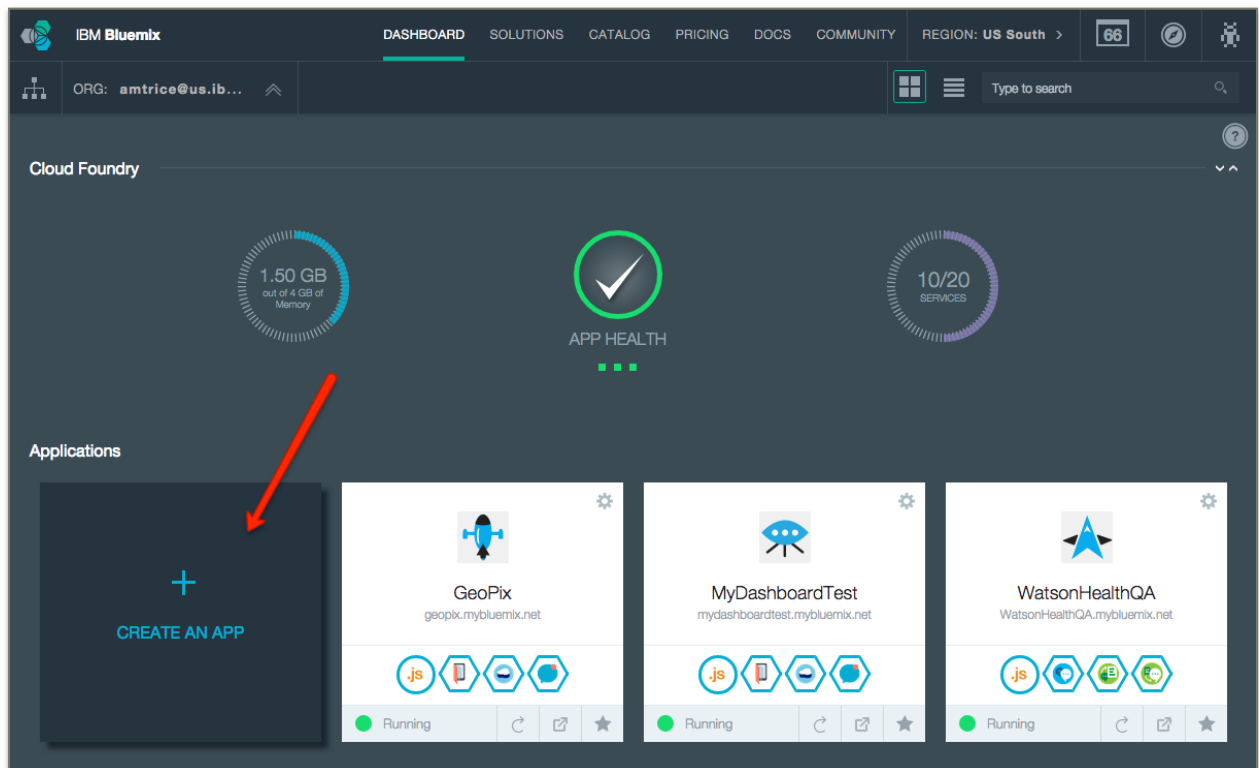 IBM Bluemix
DASHBOARD SOLUTIONS CATALOG PRICING DOCS COMMUNITY REGION: US South > 66
ORG: amtrice@us.ib... Type to search
?
Cloud Foundry
1.50 GB
out of 4 GB of
Memory
APP HEALTH
10/20
SERVICES
Applications
+
CREATE AN APP
GeoPix
geopix.mybluemix.net
.js
Running
MyDashboardTest
mydashboardtest.mybluemix.net
.js
Running
WatsonHealthQA
WatsonHealthQA.mybluemix.net
.js
Running